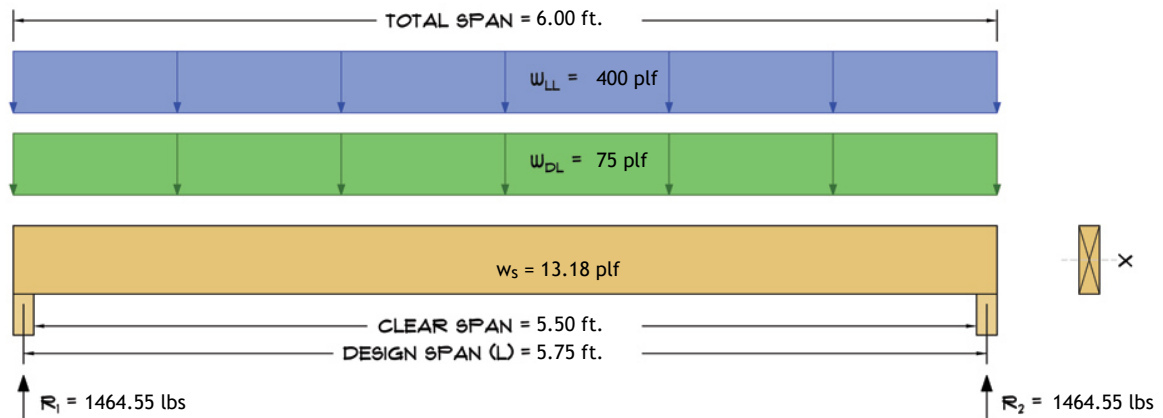 TOTAL SPAN = 6.00 ft.
WLL = 400 plf
WDL = 75 plf
ws = 13.18 plf
X
CLEAR SPAN = 5.50 ft.
DESIGN SPAN (L) = 5.75 ft.
R1 = 1464.55 lbs
R2 = 1464.55 lbs